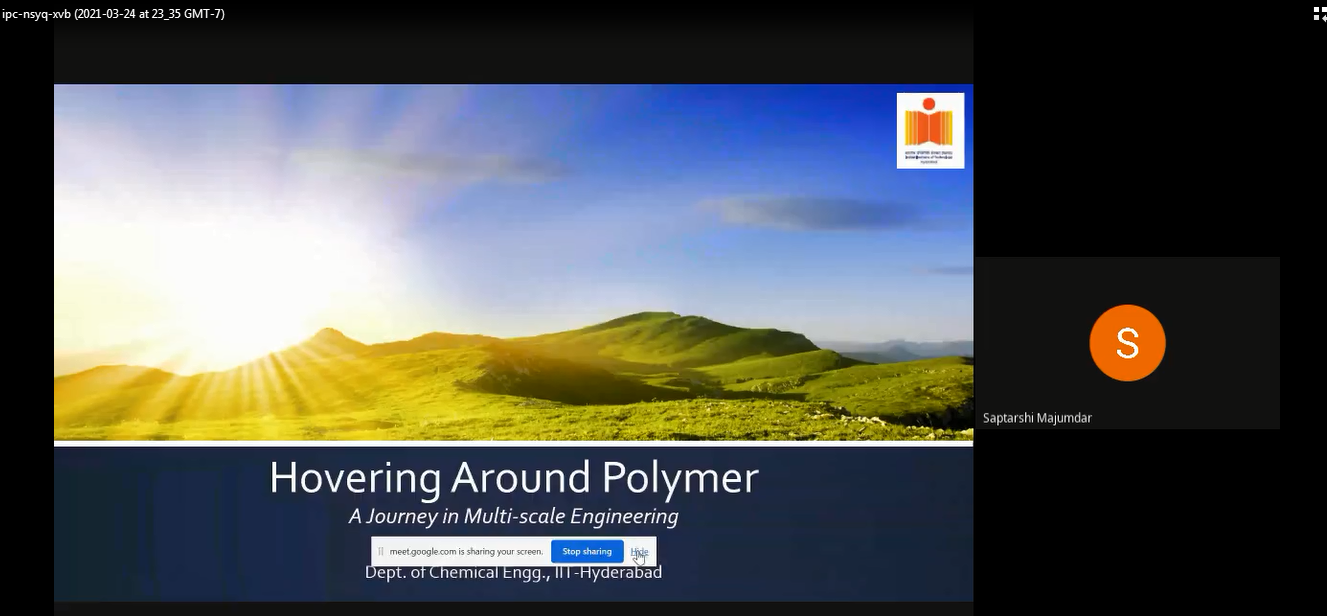 ipc-nsyq-xvb (2021-03-24 at 23_35 GMT-7)
Hovering Around Polymer
A Journey in Multi-scale Engineering
meet.google.com is sharing your screen.
Stop sharing
Hide
Dept. of Chemical Engg., IIT-Hyderabad
S
Saptarshi Majumdar